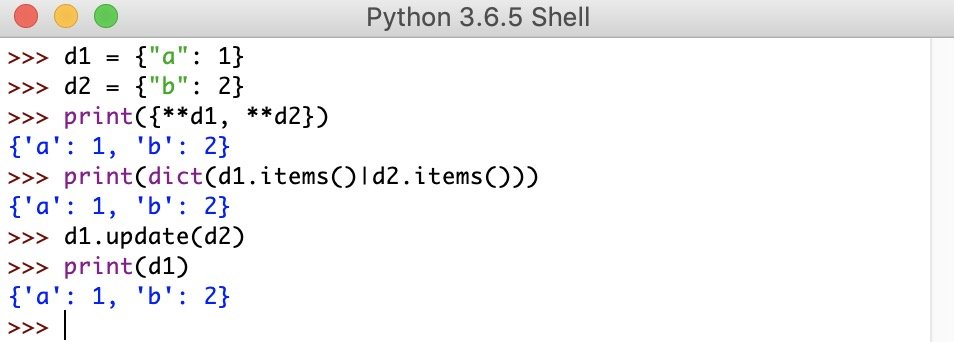 Python 3.6.5 Shell
>>> d1 = {"a": 1}
>>> d2 = {"b": 2}
>>> print({**d1, **d2})
{'a': 1, 'b': 2}
>>> print(dict(d1.items()|d2.items()))
{'a': 1, 'b': 2}
>>> d1.update(d2)
>>> print(d1)
{'a': 1, 'b': 2}
>>>